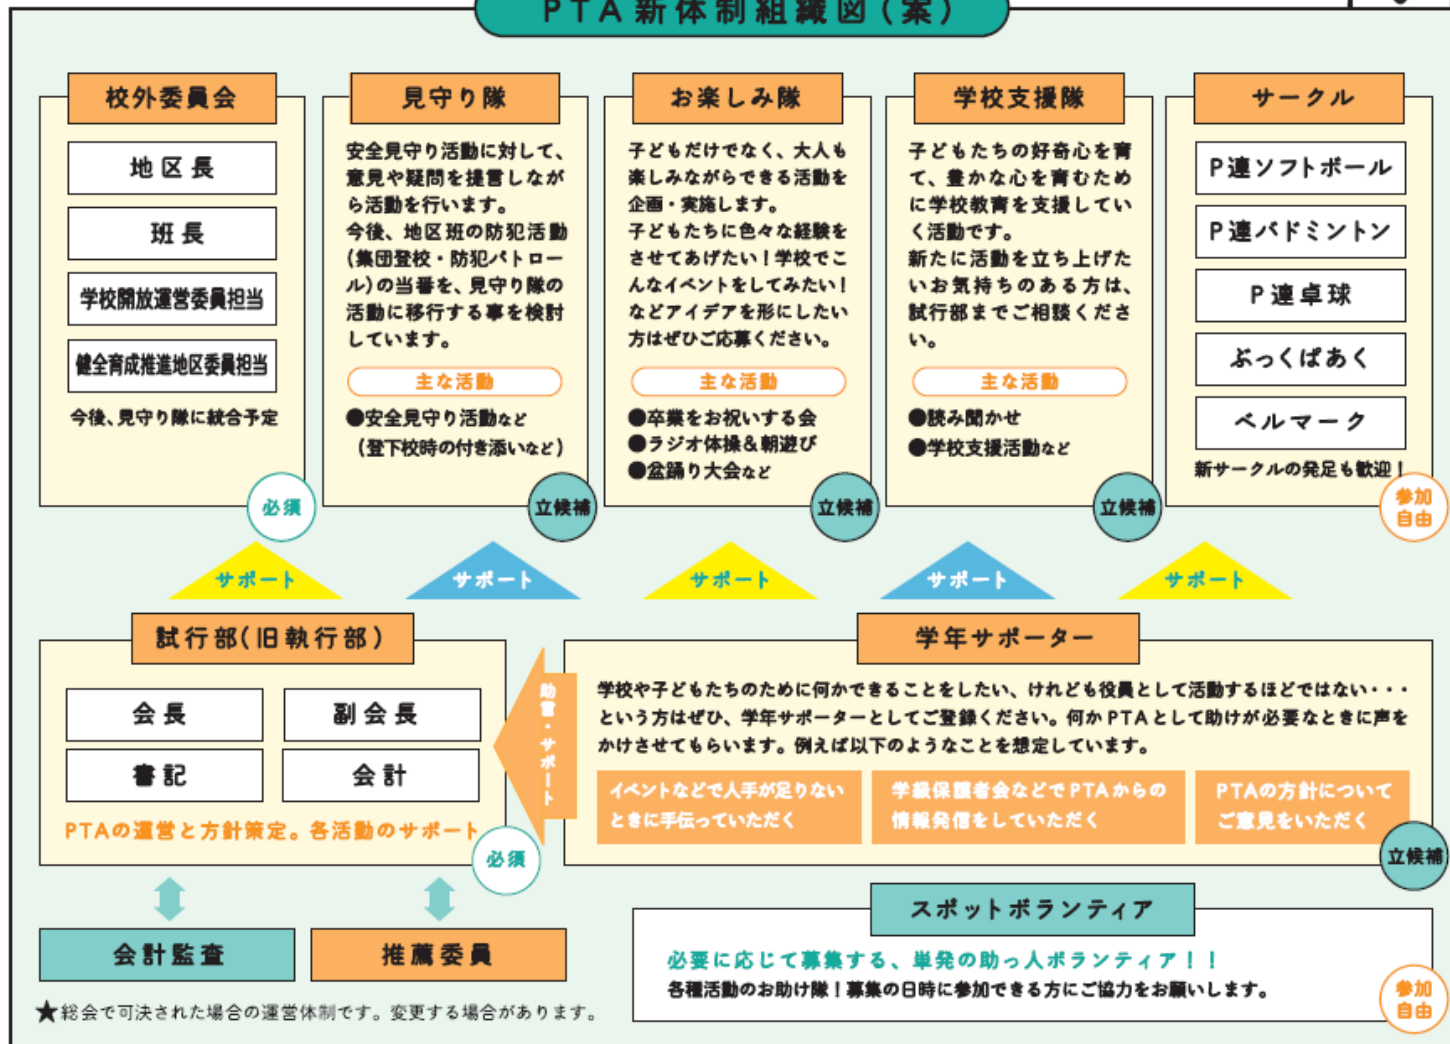 PTA新体制組織図(案)
校外委員会
地区長
班長
学校開放運営委員担当
健全育成推進地区委員担当
今後、見守り隊に統合予定
必須
見守り隊
安全見守り活動に対して、
意見や疑問を提言しなが
ら活動を行います。
今後、地区班の防犯活動
(集団登校・防犯パトロー
ル)の当番を、見守り隊の
活動に移行する事を検討
しています。
主な活動
●安全見守り活動など
(登下校時の付き添いなど)
立候補
お楽しみ隊
子どもだけでなく、大人も
楽しみながらできる活動を
企画・実施します。
子どもたちに色々な経験を
させてあげたい!学校でこ
んなイベントをしてみたい!
などアイデアを形にしたい
方はぜひご応募ください。
主な活動
●卒業をお祝いする会
●ラジオ体操&朝遊び
●盆踊り大会など
立候補
学校支援隊
子どもたちの好奇心を育
て、豊かな心を育むため
に学校教育を支援してい
く活動です。
新たに活動を立ち上げた
いお気持ちのある方は、
試行部までご相談くださ
い。
主な活動
●読み聞かせ
●学校支援活動など
立候補
サークル
P連ソフトボール
P連バドミントン
P連卓球
ぶっくぱあく
ベルマーク
新サークルの発足も歓迎!
参加
自由
サポート
サポート
サポート
サポート
サポート
試行部(旧執行部)
会長
副会長
書記
会計
PTAの運営と方針策定。各活動のサポート
必須
助言・サポート
学年サポーター
学校や子どもたちのために何かできることをしたい、けれども役員として活動するほどではない・・・
という方はぜひ、学年サポーターとしてご登録ください。何かPTAとして助けが必要なときに声を
かけさせてもらいます。例えば以下のようなことを想定しています。
イベントなどで人手が足りない
ときに手伝っていただく
学級保護者会などでPTAからの
情報発信をしていただく
PTAの方針について
ご意見をいただく
立候補
会計監査
推薦委員
★総会で可決された場合の運営体制です。変更する場合があります。
スポットボランティア
必要に応じて募集する、単発の助っ人ボランティア!!
各種活動のお助け隊!募集の日時に参加できる方にご協力をお願いします。
参加
自由